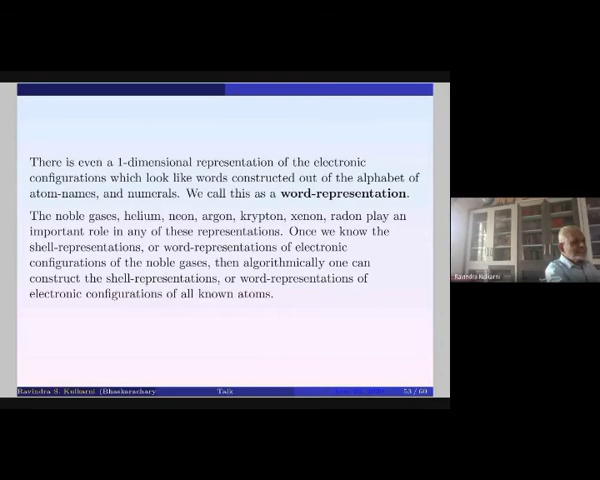 There is even a 1-dimensional representation of the electronic
configurations which look like words constructed out of the alphabet of
atom-names, and numerals. We call this as a word-representation.
The noble gases, helium, neon, argon, krypton, xenon, radon play an
important role in any of these representations. Once we know the
shell-representations, or word-representations of electronic
configurations of the noble gases, then algorithmically one can
construct the shell-representations, or word-representations of
electronic configurations of all known atoms.
Ravindra S. Kulkarni (Bhaskaracharya
Talk
53 / 60
Ravindra Kulkarni